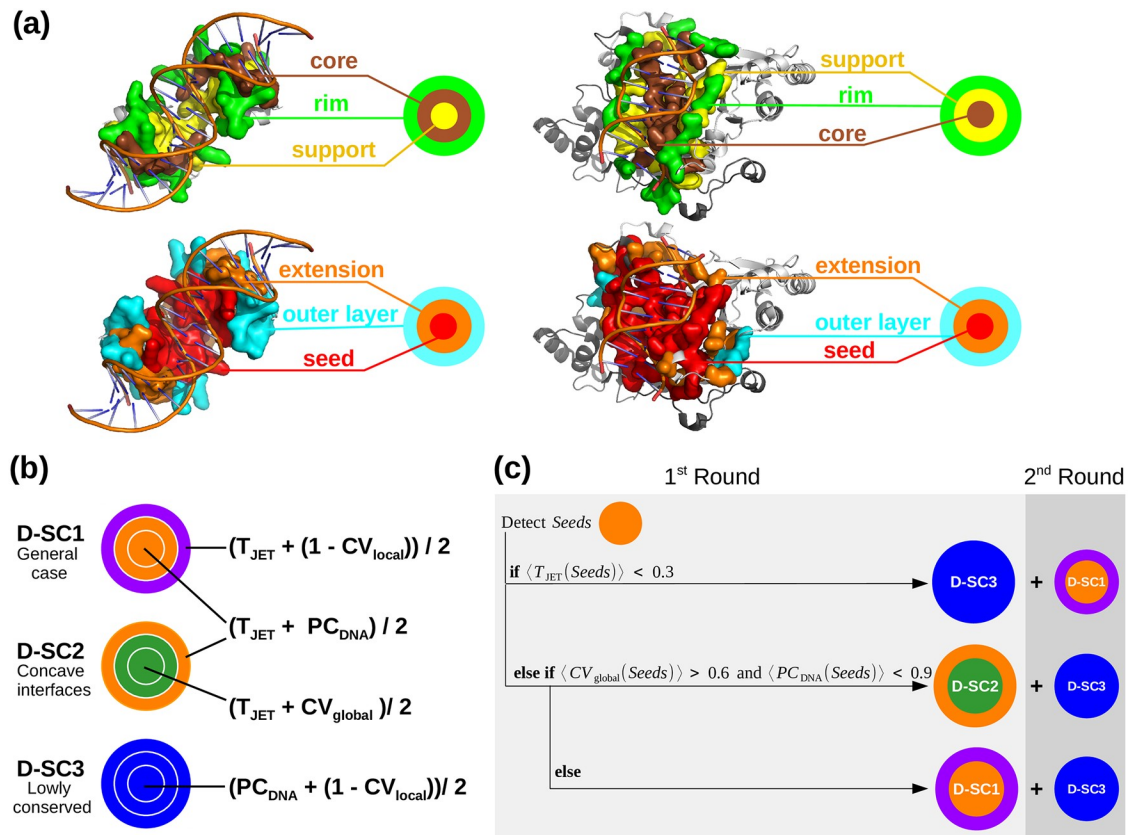 (a)
core
rim
support
support
rim
core
extension
outer layer
seed
extension
outer layer
seed
(b)
D-SC1
General
case
(T_JET + (1 - CV_local)) / 2
(T_JET + PC_DNA) / 2
D-SC2
Concave
interfaces
(T_JET + CV_global )/ 2
D-SC3
Lowly
conserved
(PC_DNA + (1 - CV_local))/ 2
(c)
1st Round
2nd Round
Detect Seeds
if ⟨T_JET(Seeds)⟩ < 0.3
D-SC3 + D-SC1
else if ⟨CV_global(Seeds)⟩ > 0.6 and ⟨PC_DNA(Seeds)⟩ < 0.9
D-SC2 + D-SC3
else
D-SC1 + D-SC3